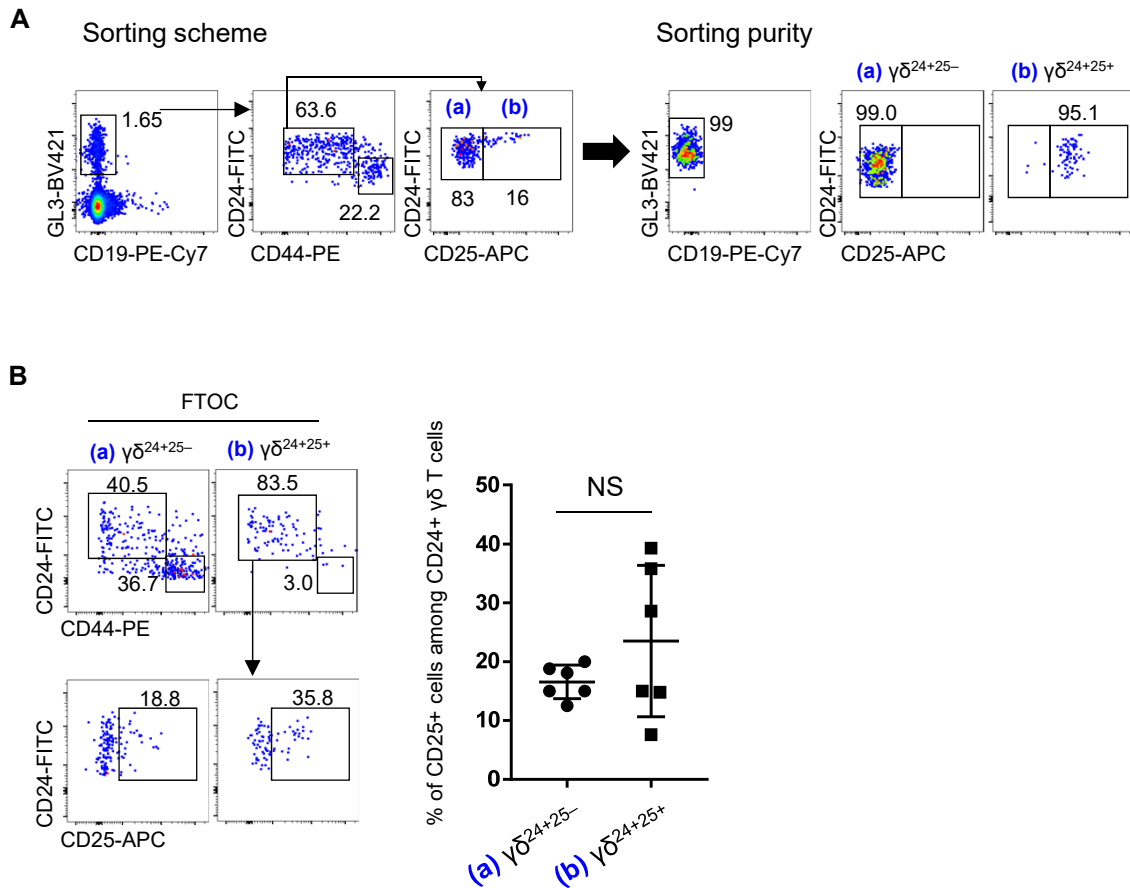 A
Sorting scheme
Sorting purity
(a) γδ24+25–
(b) γδ24+25+
1.65
63.6
(a)
(b)
99
99.0
95.1
GL3-BV421
CD24-FITC
CD24-FITC
GL3-BV421
CD24-FITC
22.2
83
16
CD19-PE-Cy7
CD44-PE
CD25-APC
CD19-PE-Cy7
CD25-APC
B
FTOC
(a) γδ24+25–
(b) γδ24+25+
40.5
83.5
CD24-FITC
36.7
3.0
CD44-PE
18.8
35.8
CD24-FITC
CD25-APC
% of CD25+ cells among CD24+ γδ T cells
NS
50
40
30
20
10
0
(a) γδ24+25–
(b) γδ24+25+